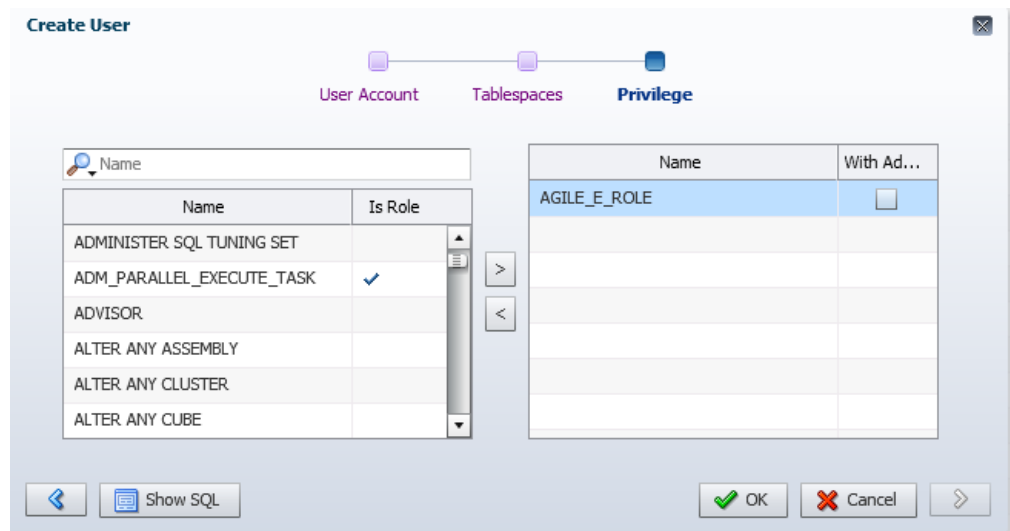 Create User
User Account
Tablespaces
Privilege
Name
Name
Is Role
ADMINISTER SQL TUNING SET
ADM_PARALLEL_EXECUTE_TASK
ADVISOR
ALTER ANY ASSEMBLY
ALTER ANY CLUSTER
ALTER ANY CUBE
>
<
Name
With Ad...
AGILE_E_ROLE
Show SQL
OK
Cancel